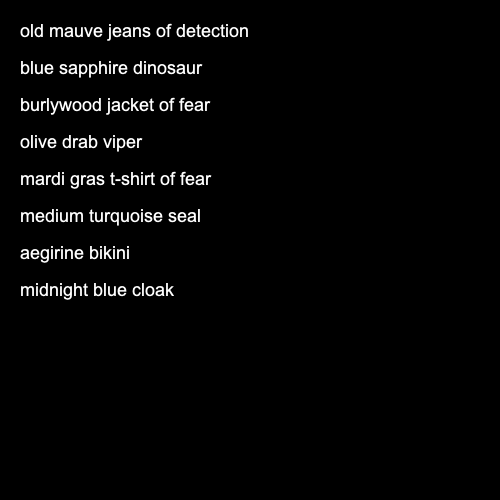 old mauve jeans of detection
blue sapphire dinosaur
burlywood jacket of fear
olive drab viper
mardi gras t-shirt of fear
medium turquoise seal
aegirine bikini
midnight blue cloak